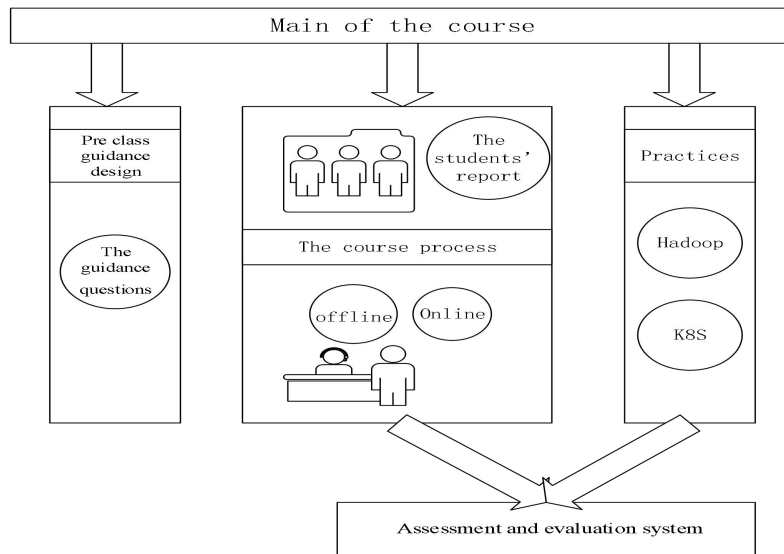 Main of the course
Pre class
guidance
design
The
guidance
questions
The
students'
report
The course process
offline
Online
Practices
Hadoop
K8S
Assessment and evaluation system